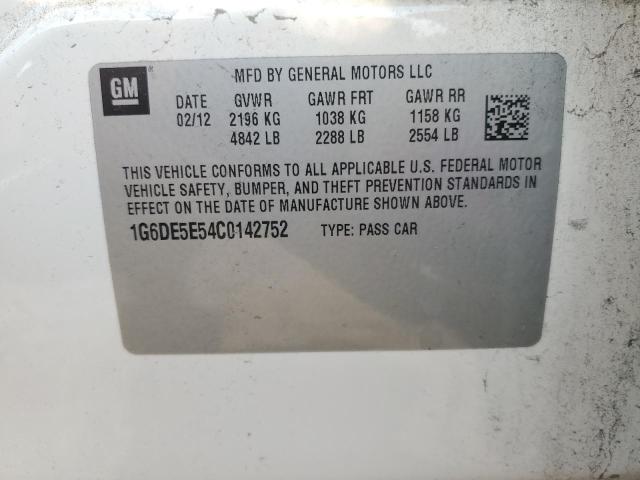 GM
MFD BY GENERAL MOTORS LLC
DATE GVWR GAWR FRT GAWR RR
02/12 2196 KG 1038 KG 1158 KG
4842 LB 2288 LB 2554 LB
THIS VEHICLE CONFORMS TO ALL APPLICABLE U.S. FEDERAL MOTOR
VEHICLE SAFETY, BUMPER, AND THEFT PREVENTION STANDARDS IN
EFFECT ON THE DATE OF MANUFACTURE SHOWN ABOVE.
1G6DE5E54C0142752 TYPE: PASS CAR